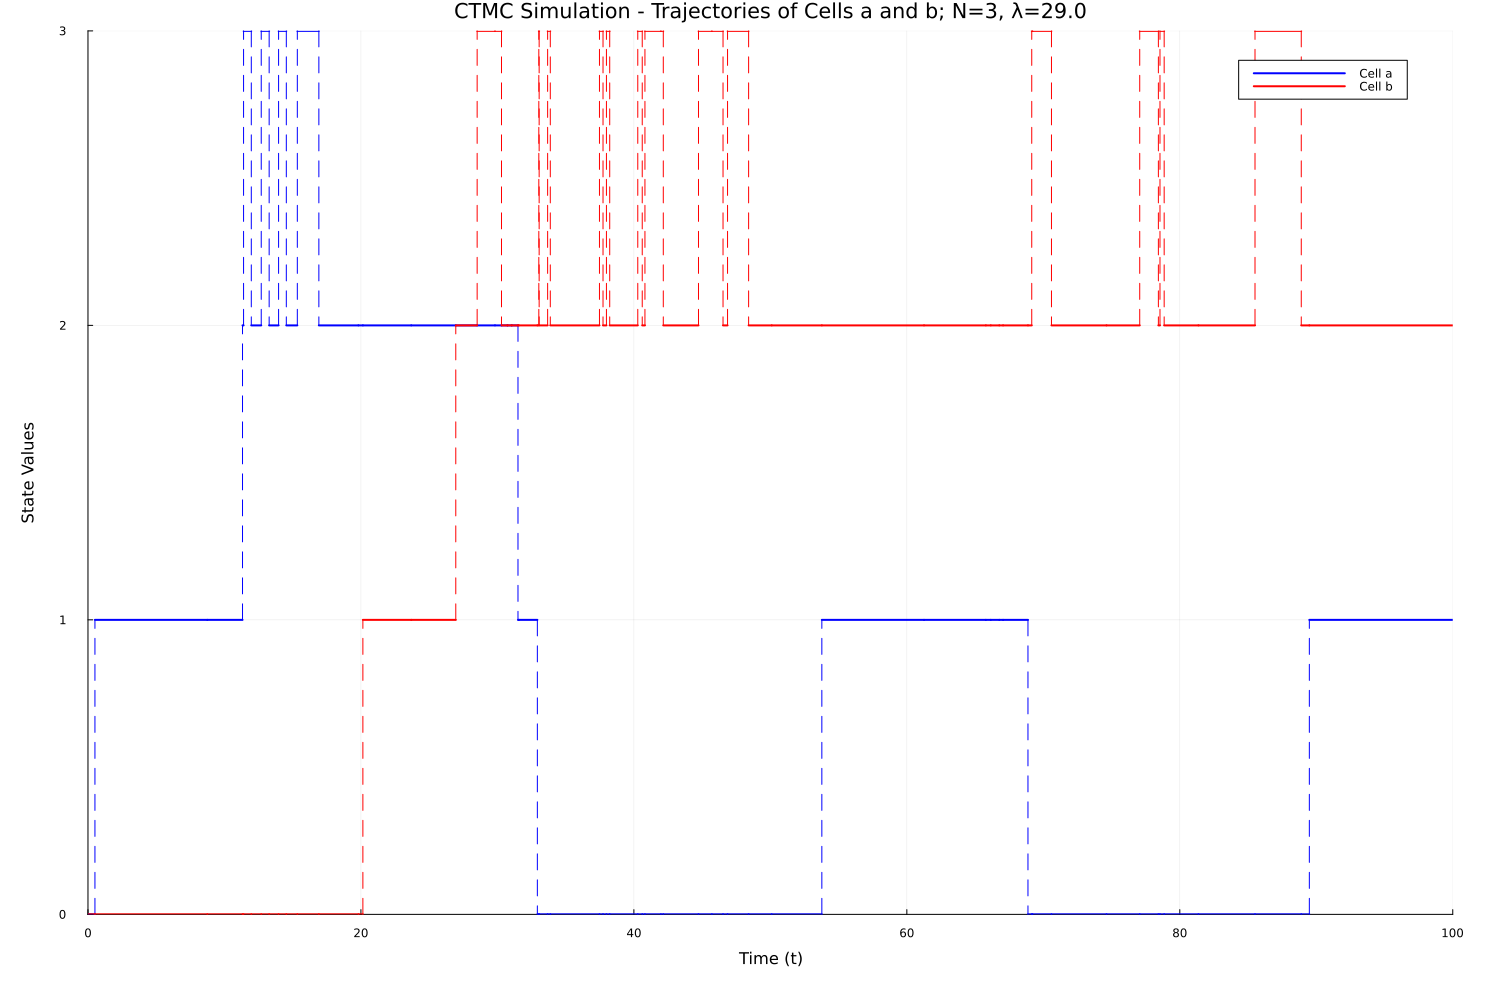 CTMC Simulation - Trajectories of Cells a and b; N=3, λ=29.0
3
Cell a
Cell b
2
State Values
1
0
0 20 40 60 80 100
Time (t)